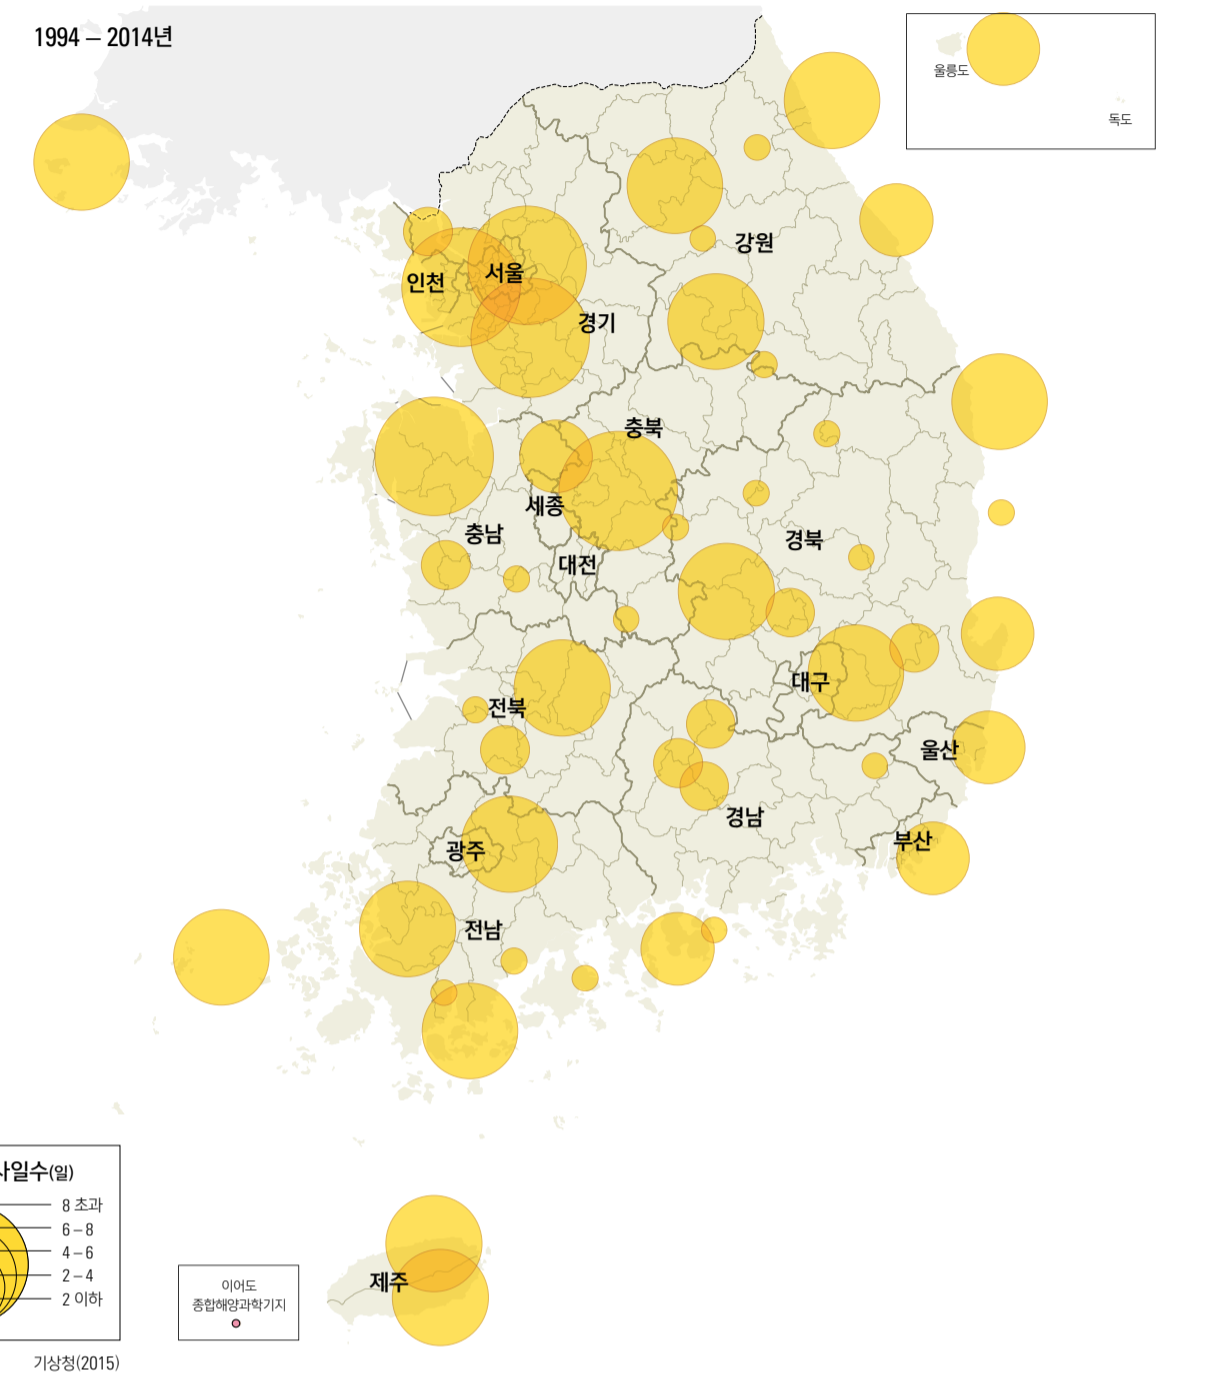 1994 – 2014년
울릉도
독도
강원
인천
서울
경기
충북
세종
충남
경북
대전
대구
전북
울산
경남
부산
광주
전남
사일수(일)
8 초과
6 – 8
4 – 6
2 – 4
2 이하
제주
이어도
종합해양과학기지
기상청(2015)